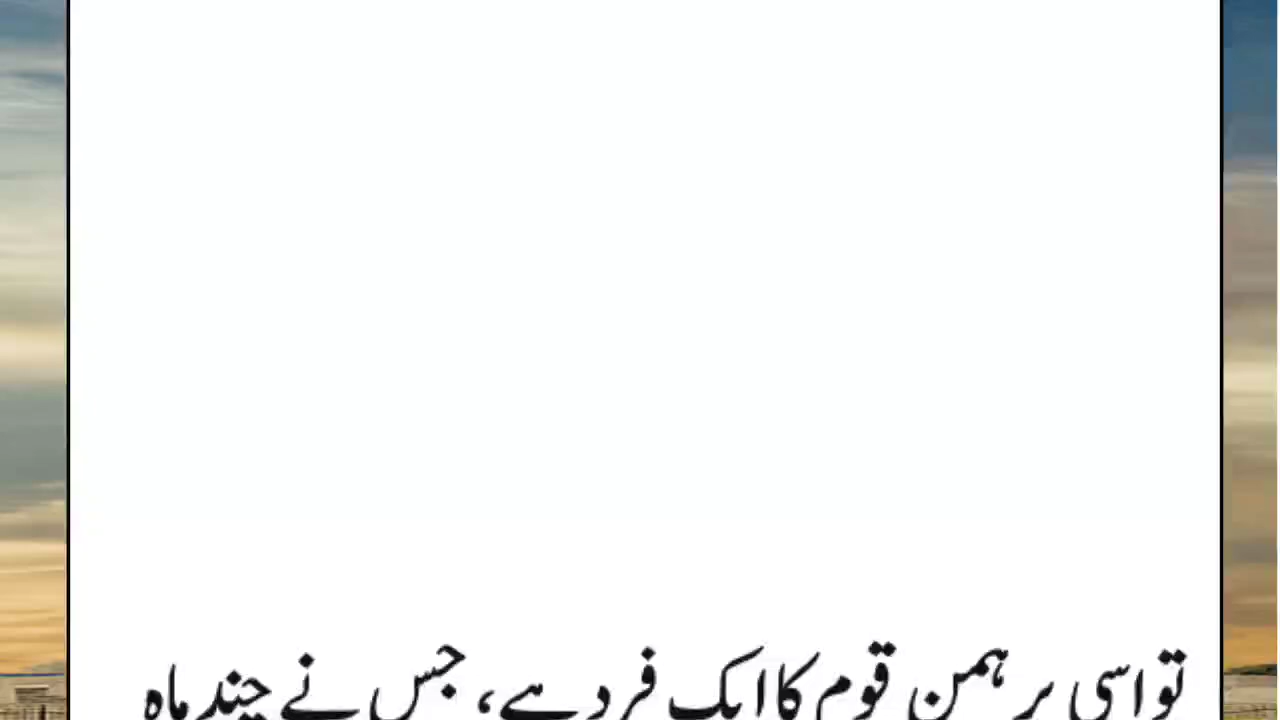 تو اسی برہمن قوم کا ایک فرد ہے، جس نے چند ماہ